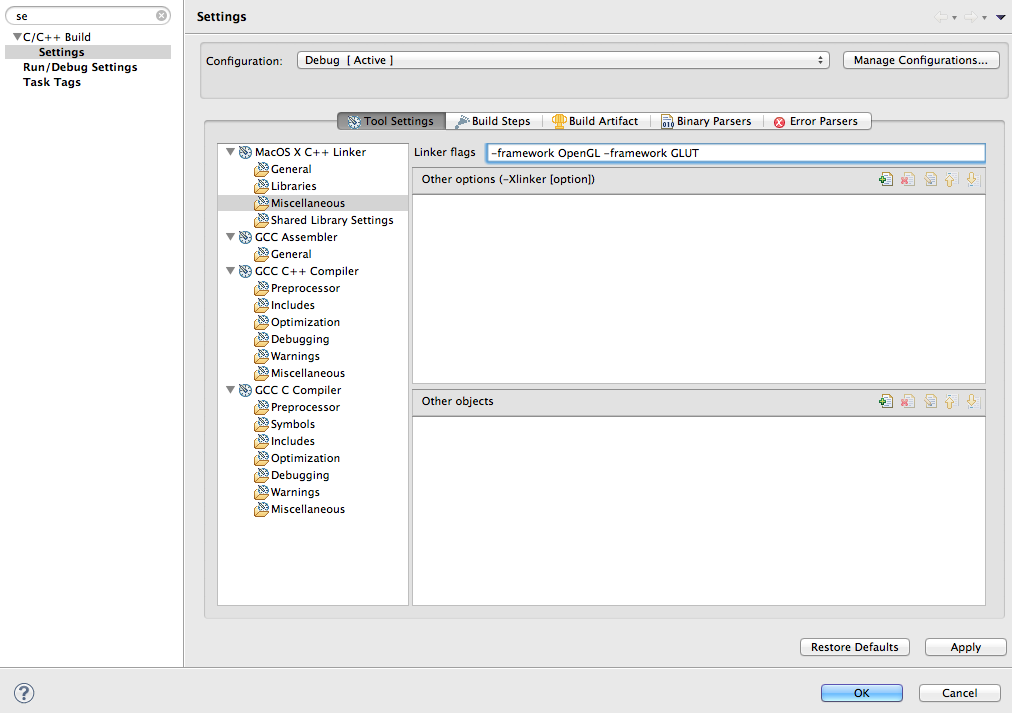 se
C/C++ Build
Settings
Run/Debug Settings
Task Tags
Settings
Configuration:
Debug [ Active ]
Manage Configurations...
Tool Settings
Build Steps
Build Artifact
Binary Parsers
Error Parsers
MacOS X C++ Linker
General
Libraries
Miscellaneous
Shared Library Settings
GCC Assembler
General
GCC C++ Compiler
Preprocessor
Includes
Optimization
Debugging
Warnings
Miscellaneous
GCC C Compiler
Preprocessor
Symbols
Includes
Optimization
Debugging
Warnings
Miscellaneous
Linker flags
-framework OpenGL -framework GLUT
Other options (-Xlinker [option])
Other objects
Restore Defaults
Apply
?
OK
Cancel